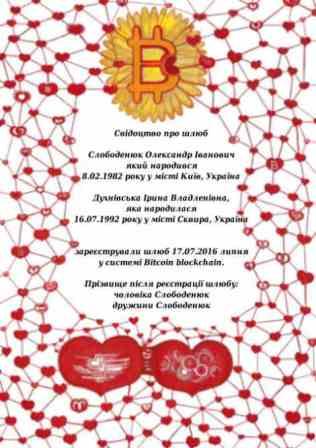 Свідоцтво про шлюб
Слободенюк Олександр Іванович
який народився
8.02.1982 року у місті Київ, Україна
Духнівська Ірина Владленівна,
яка народилася
16.07.1992 року у місті Сквира, Україна
зареєстрували шлюб 17.07.2016 липня
у системі Bitcoin blockchain.
Прізвище після реєстрації шлюбу:
чоловіка Слободенюк
дружини Слободенюк